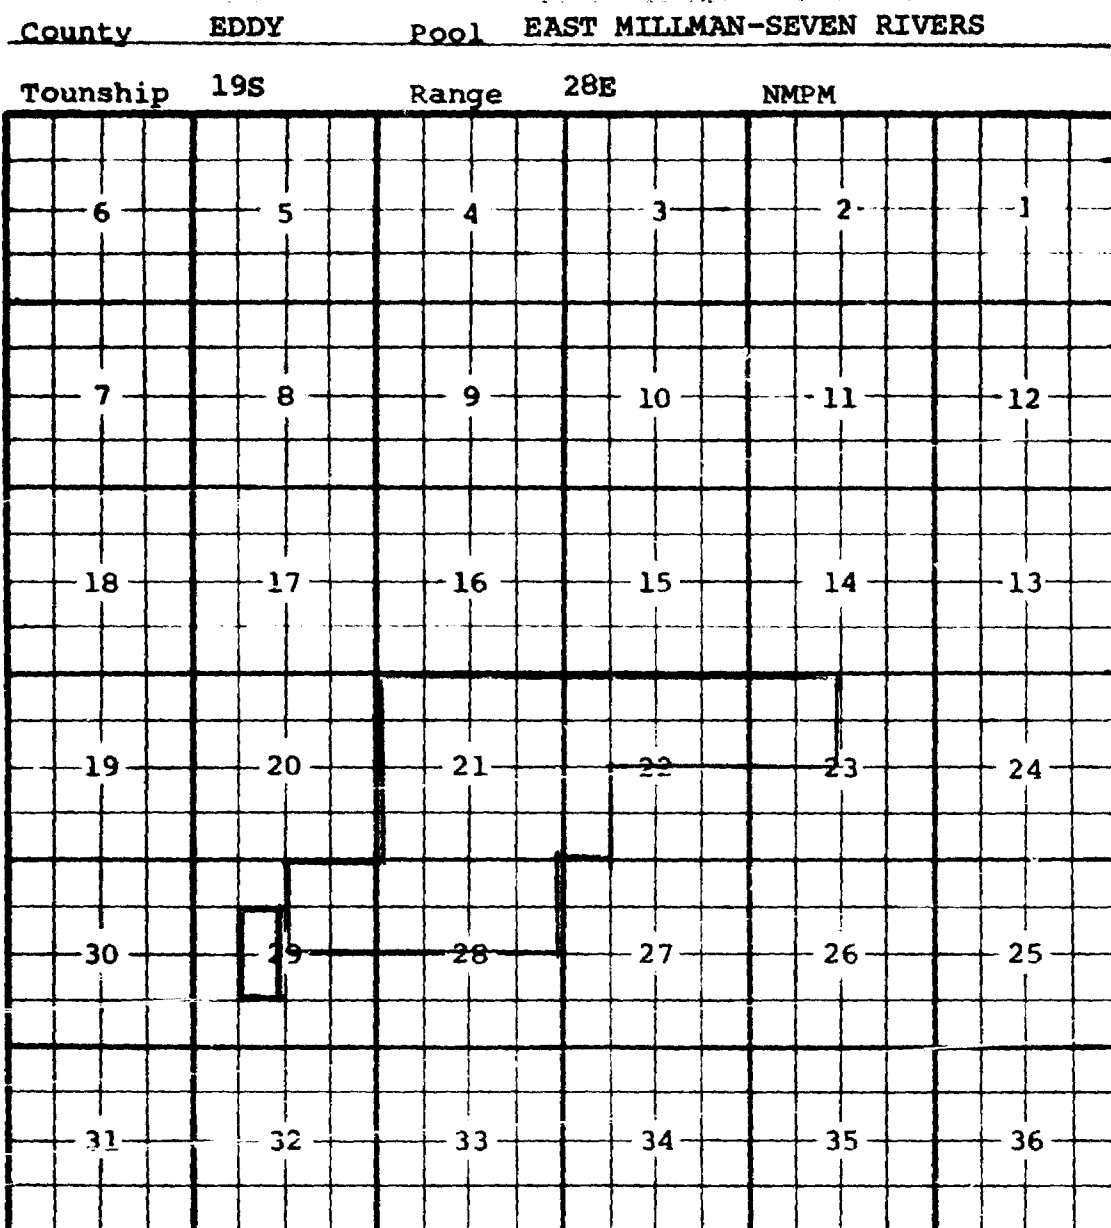 County EDDY Pool EAST MILLMAN-SEVEN RIVERS
Tounship 19S Range 28E NMPM
6 5 4 3 2 1
7 8 9 10 11 12
18 17 16 15 14 13
19 20 21 22 23 24
30 29 28 27 26 25
31 32 33 34 35 36